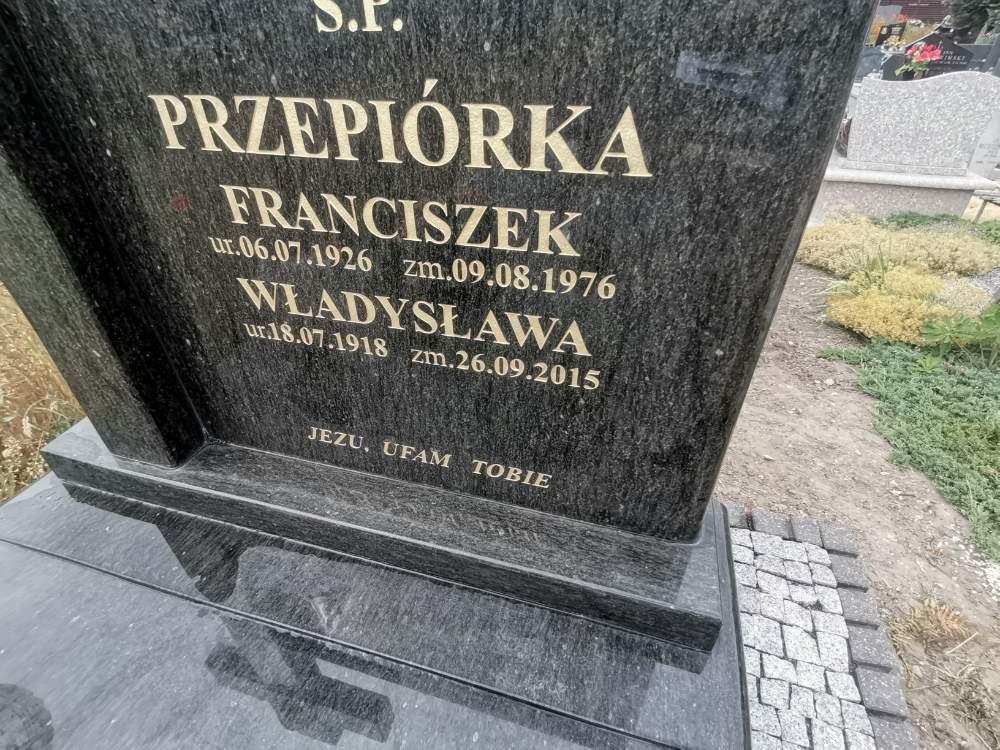 Ś.P.
PRZEPIÓRKA
FRANCISZEK
ur.06.07.1926 zm.09.08.1976
WŁADYSŁAWA
ur.18.07.1918 zm.26.09.2015
JEZU, UFAM TOBIE